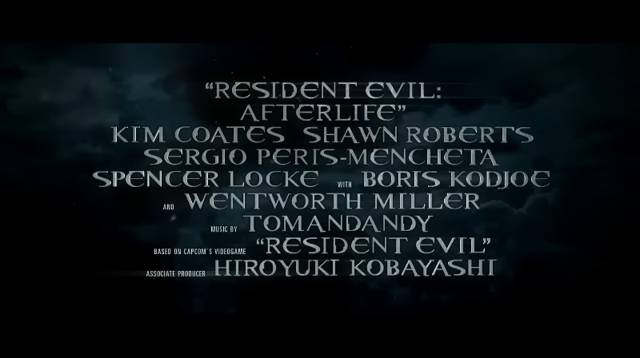 “RESIDENT EVIL:
AFTERLIFE”
KIM COATES SHAWN ROBERTS
SERGIO PERIS-MENCHETA
SPENCER LOCKE WITH BORIS KODJOE
AND WENTWORTH MILLER
MUSIC BY TOMANDANDY
BASED ON CAPCOM'S VIDEOGAME “RESIDENT EVIL”
ASSOCIATE PRODUCER HIROYUKI KOBAYASHI